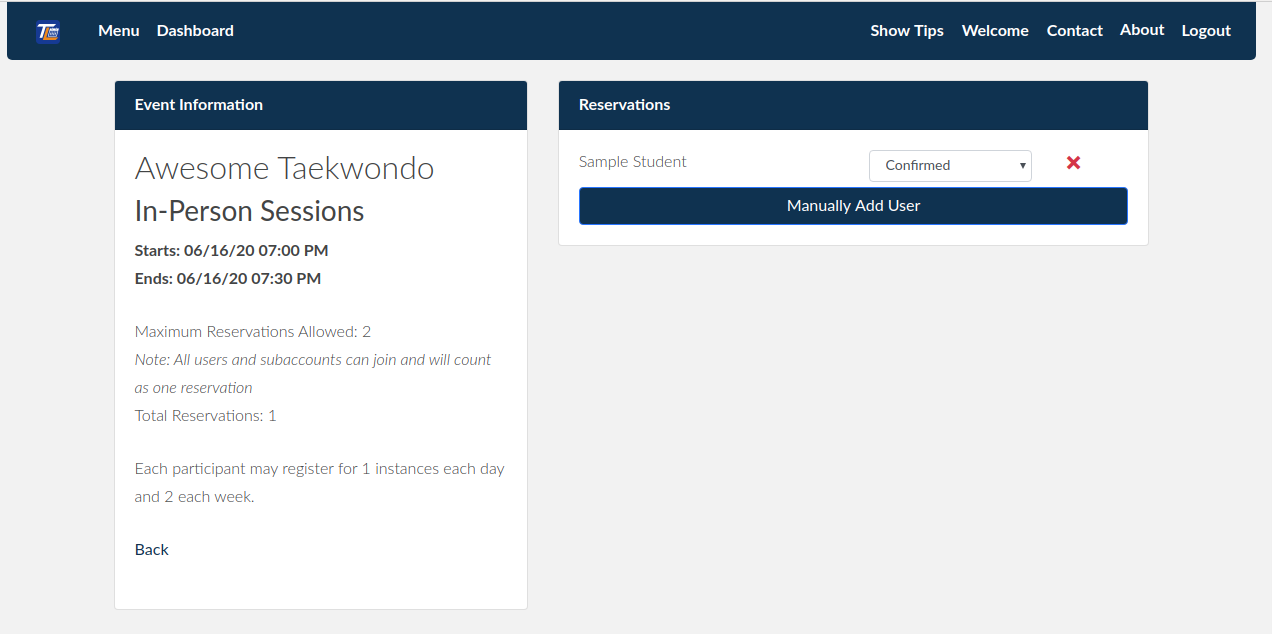 Menu Dashboard Show Tips Welcome Contact About Logout
Event Information
Awesome Taekwondo
In-Person Sessions
Starts: 06/16/20 07:00 PM
Ends: 06/16/20 07:30 PM
Maximum Reservations Allowed: 2
Note: All users and subaccounts can join and will count
as one reservation
Total Reservations: 1
Each participant may register for 1 instances each day
and 2 each week.
Back
Reservations
Sample Student Confirmed
Manually Add User